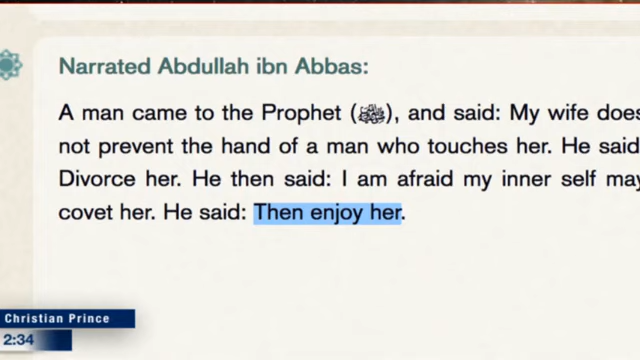 Narrated Abdullah ibn Abbas:
A man came to the Prophet (ﷺ), and said: My wife does
not prevent the hand of a man who touches her. He said
Divorce her. He then said: I am afraid my inner self may
covet her. He said: Then enjoy her.
Christian Prince
2:34